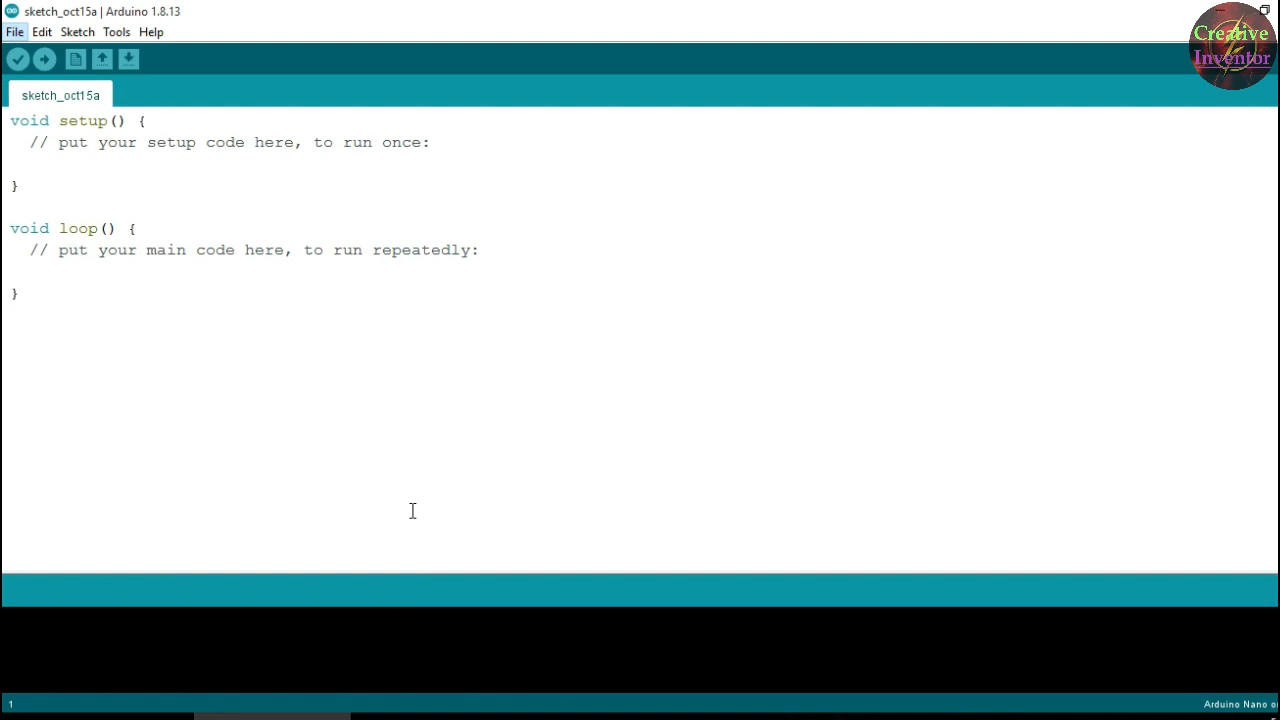 sketch_oct15a | Arduino 1.8.13
File Edit Sketch Tools Help
Creative
Inventor
sketch_oct15a
void setup() {
// put your setup code here, to run once:
}
void loop() {
// put your main code here, to run repeatedly:
}
1
Arduino Nano o